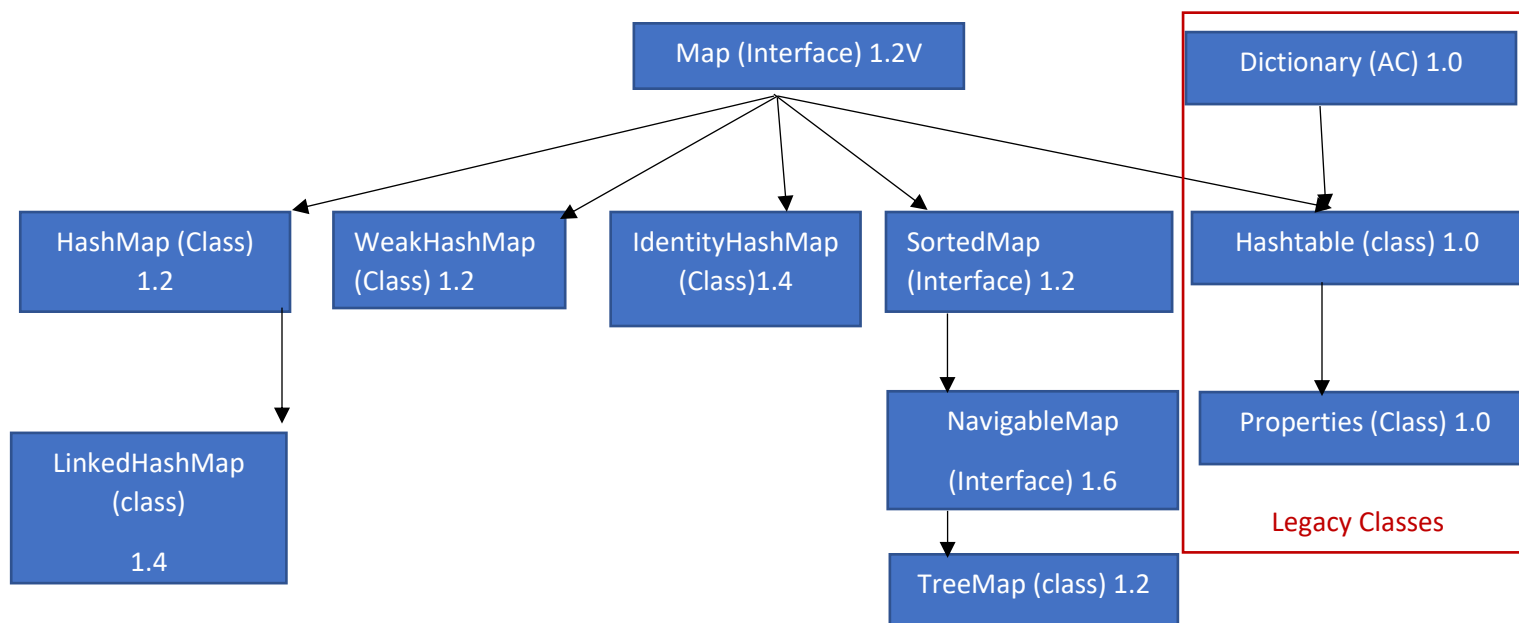 Map (Interface) 1.2V
Dictionary (AC) 1.0
HashMap (Class)
1.2
WeakHashMap
(Class) 1.2
IdentityHashMap
(Class)1.4
SortedMap
(Interface) 1.2
Hashtable (class) 1.0
LinkedHashMap
(class)
1.4
NavigableMap
(Interface) 1.6
Properties (Class) 1.0
Legacy Classes
TreeMap (class) 1.2